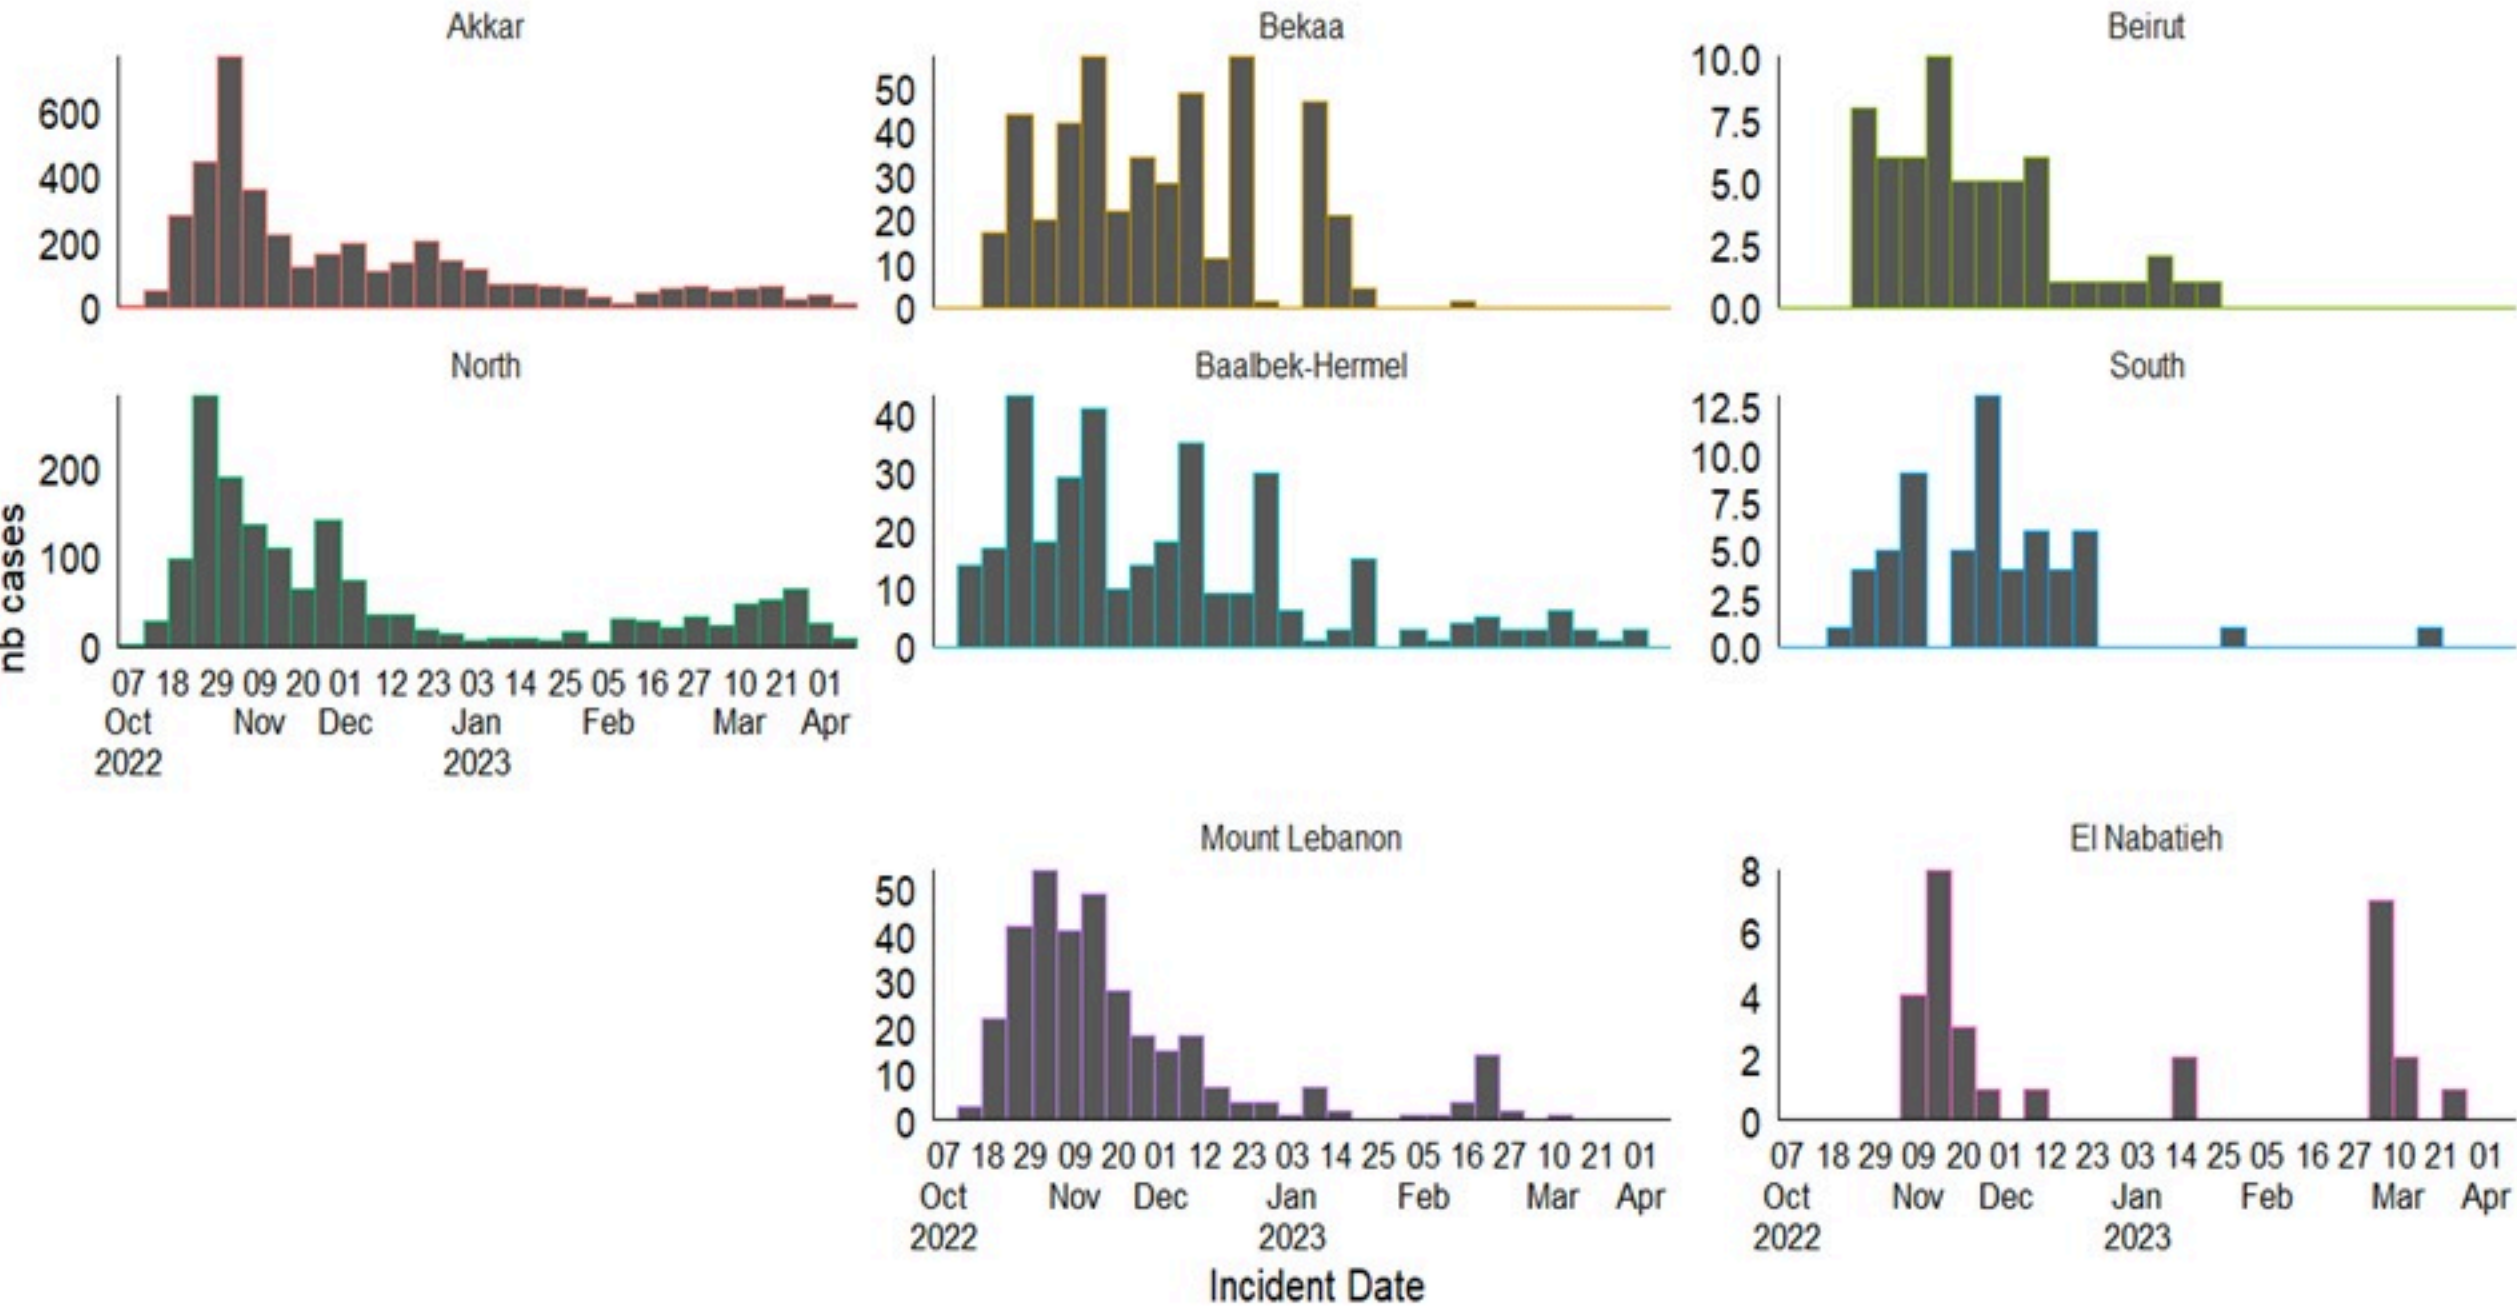 Akkar
Bekaa
Beirut
600
400
200
0
50
40
30
20
10
0
10.0
7.5
5.0
2.5
0.0
North
Baalbek-Hermel
South
nb cases
200
100
0
40
30
20
10
0
12.5
10.0
7.5
5.0
2.5
0.0
07 18 29 09 20 01 12 23 03 14 25 05 16 27 10 21 01
Oct Nov Dec Jan Feb Mar Apr
2022 2023
Mount Lebanon
El Nabatieh
50
40
30
20
10
0
8
6
4
2
0
07 18 29 09 20 01 12 23 03 14 25 05 16 27 10 21 01
Oct Nov Dec Jan Feb Mar Apr
2022 2023
07 18 29 09 20 01 12 23 03 14 25 05 16 27 10 21 01
Oct Nov Dec Jan Feb Mar Apr
2022 2023
Incident Date